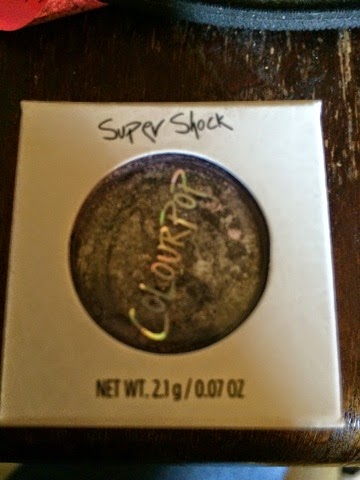 Super Shock
COLOURPOP
NET WT. 2.1 g / 0.07 OZ